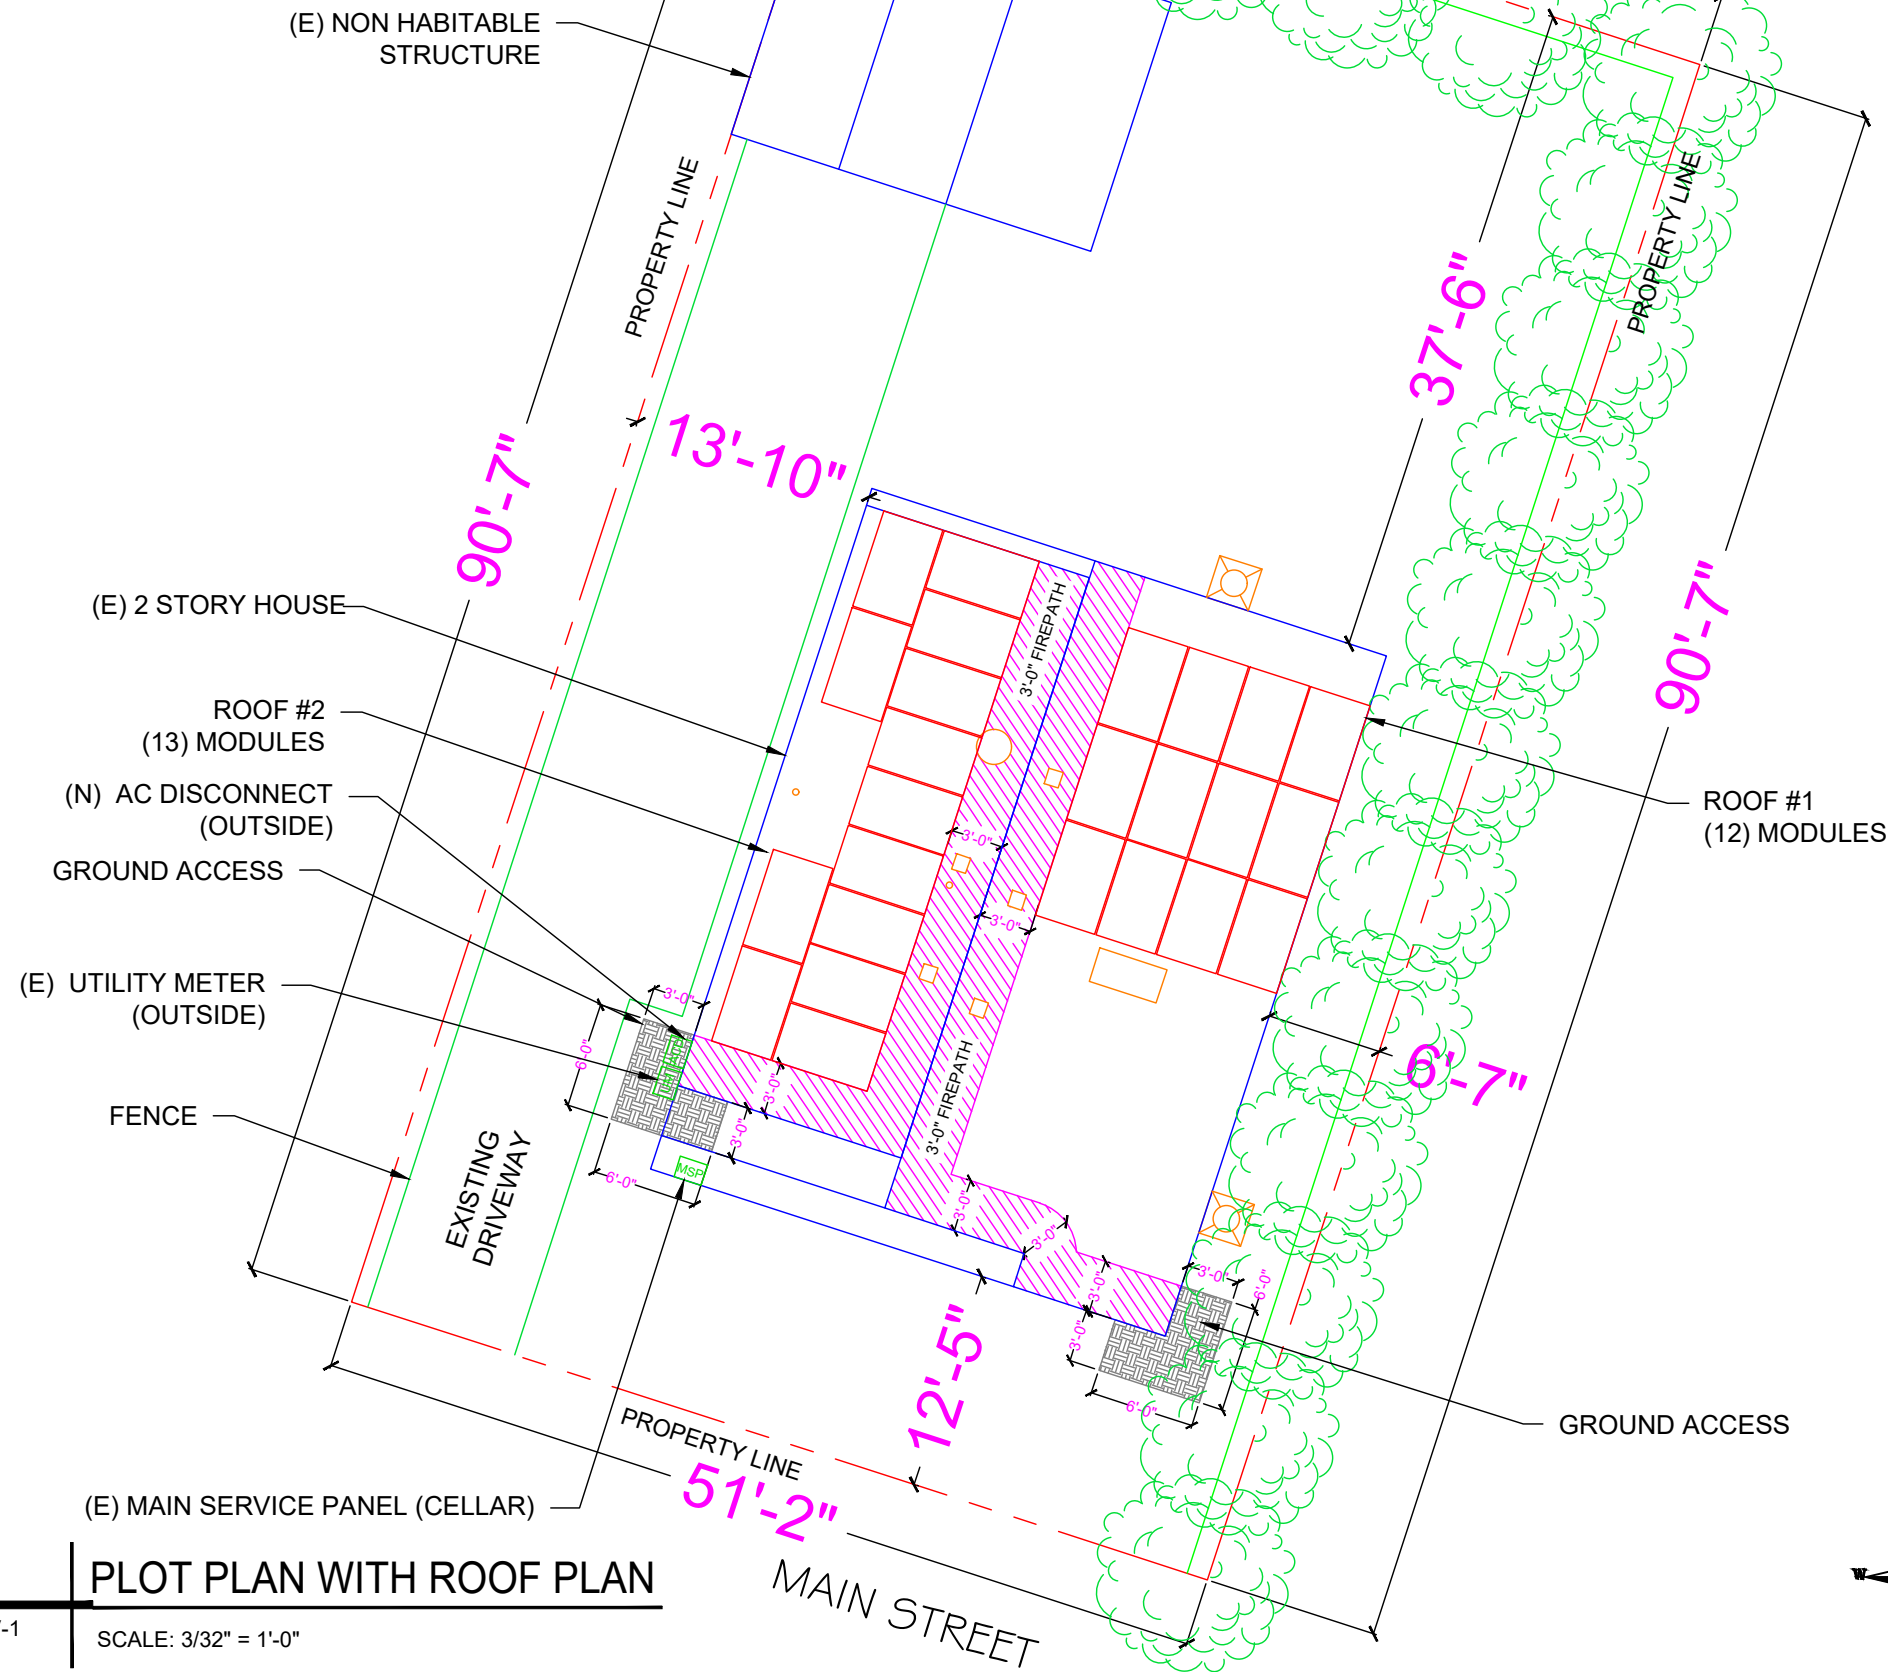 (E) NON HABITABLE
STRUCTURE
PROPERTY LINE
PROPERTY LINE
37'-6"
13'-10"
90'-7"
90'-7"
(E) 2 STORY HOUSE
3'-0" FIREPATH
ROOF #2
(13) MODULES
(N) AC DISCONNECT
(OUTSIDE)
ROOF #1
(12) MODULES
3'-0"
GROUND ACCESS
3'-0"
(E) UTILITY METER
(OUTSIDE)
3'-0"
6'-0"
3'-0"
3'-0" FIREPATH
6'-7"
FENCE
3'-0"
EXISTING
DRIVEWAY
MSP
6'-0"
3'-0"
3'-0"
3'-0"
3'-0"
6'-0"
3'-0"
12'-5"
6'-0"
GROUND ACCESS
PROPERTY LINE
51'-2"
(E) MAIN SERVICE PANEL (CELLAR)
PLOT PLAN WITH ROOF PLAN
MAIN STREET
W
-1
SCALE: 3/32" = 1'-0"